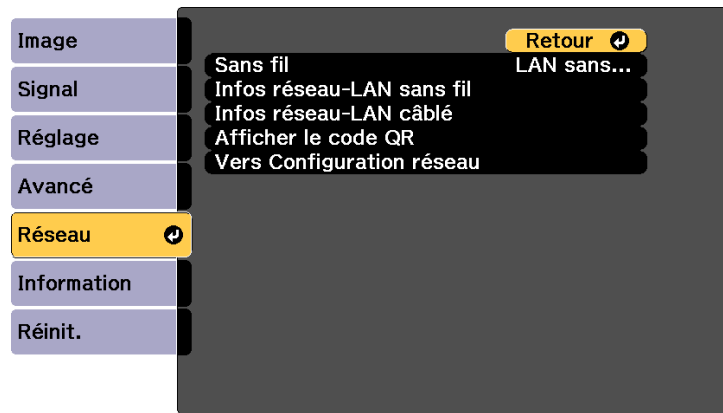 Image
Signal
Réglage
Avancé
Réseau
Information
Réinit.
Retour
Sans fil LAN sans...
Infos réseau-LAN sans fil
Infos réseau-LAN câblé
Afficher le code QR
Vers Configuration réseau